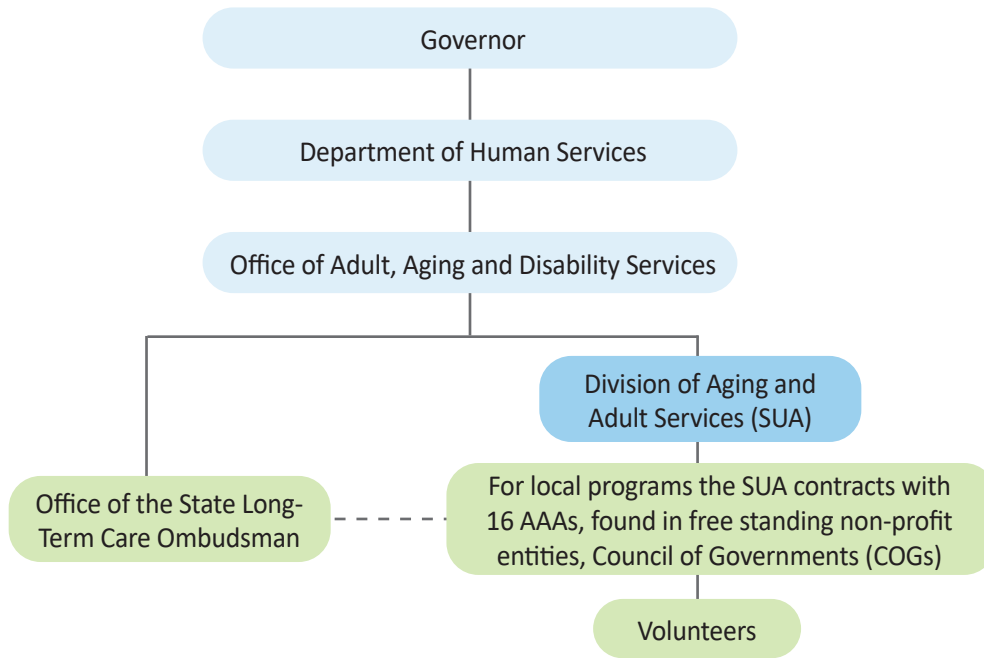 Governor
Department of Human Services
Office of Adult, Aging and Disability Services
Division of Aging and
Adult Services (SUA)
Office of the State Long-
Term Care Ombudsman
For local programs the SUA contracts with
16 AAAs, found in free standing non-profit
entities, Council of Governments (COGs)
Volunteers